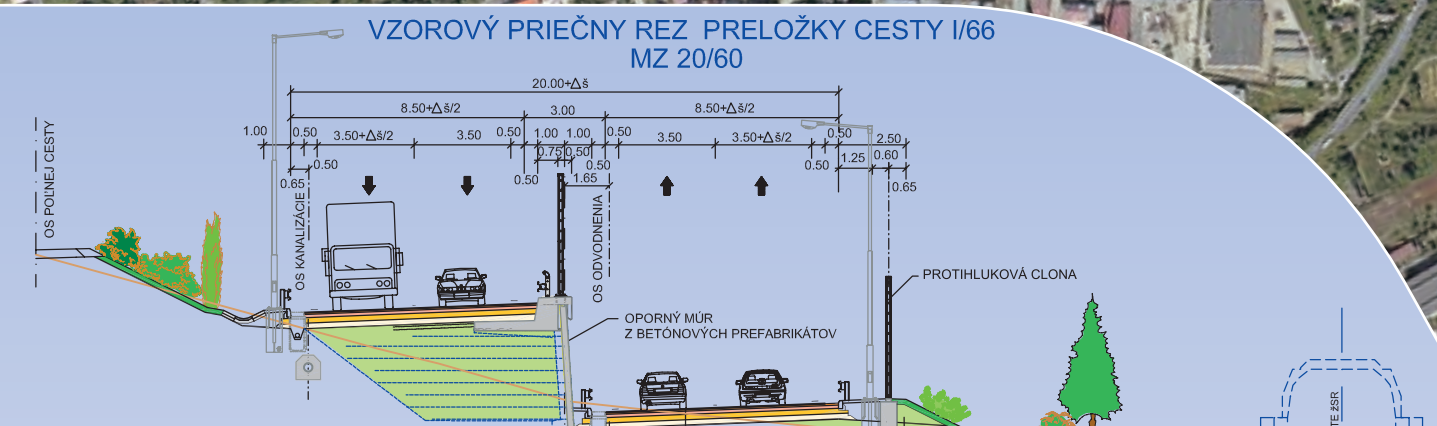 VZOROVÝ PRIEČNY REZ PRELOŽKY CESTY I/66
MZ 20/60
20.00+Δš
8.50+Δš/2
3.00
8.50+Δš/2
1.00
0.50
3.50+Δš/2
3.50
0.50
1.00
1.00
0.50
3.50
3.50+Δš/2
0.50
2.50
0.75
0.50
0.50
0.50
0.50
1.25
0.60
0.65
0.50
1.65
0.65
OS POĽNEJ CESTY
OS KANALIZÁCIE
OS ODVODNENIA
PROTIHLUKOVÁ CLONA
OPORNÝ MÚR
Z BETÓNOVÝCH PREFABRIKÁTOV
ŽSR